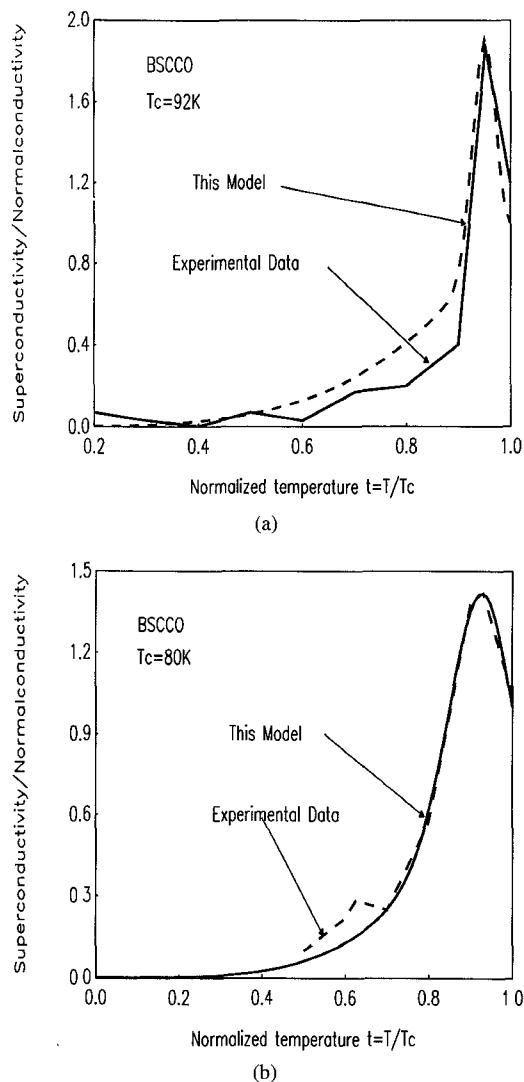 2.0
BSCCO
Tc=92K
1.6
This Model
1.2
Experimental Data
0.8
0.4
0.0
0.2 0.4 0.6 0.8 1.0
Superconductivity/Normalconductivity
Normalized temperature t=T/Tc
(a)
1.5
BSCCO
Tc=80K
1.2
This Model
0.9
Experimental Data
0.6
0.3
0 0
0.0 0.2 0.4 0.6 0.8 1 0
Superconductivity/Normalconductivity
Normalized temperature t=T/Tc
(b)